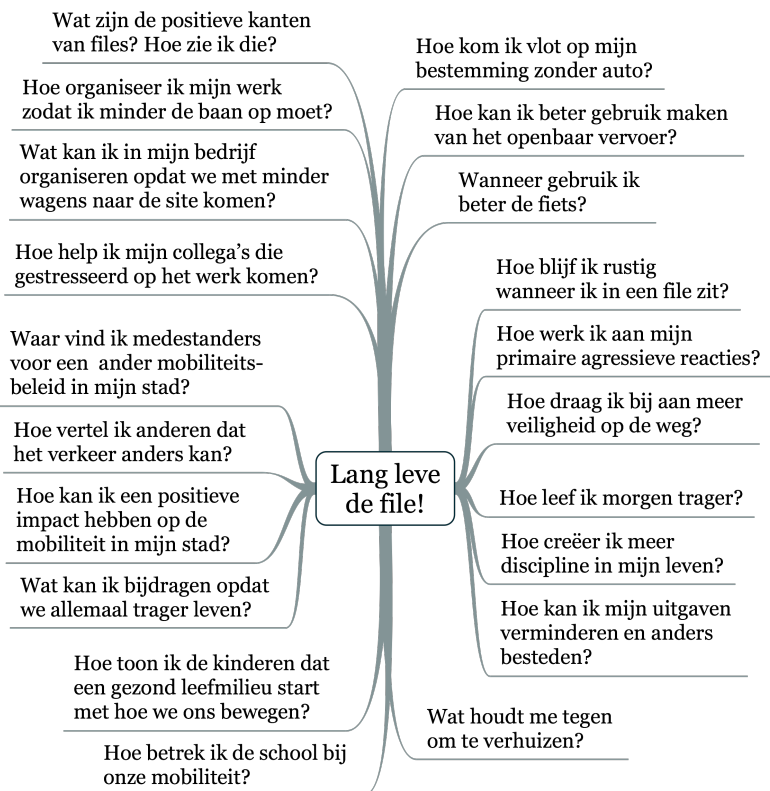 Wat zijn de positieve kanten
van files? Hoe zie ik die?
Hoe organiseer ik mijn werk
zodat ik minder de baan op moet?
Wat kan ik in mijn bedrijf
organiseren opdat we met minder
wagens naar de site komen?
Hoe help ik mijn collega’s die
gestresseerd op het werk komen?
Waar vind ik medestanders
voor een ander mobiliteits-
beleid in mijn stad?
Hoe vertel ik anderen dat
het verkeer anders kan?
Hoe kan ik een positieve
impact hebben op de
mobiliteit in mijn stad?
Wat kan ik bijdragen opdat
we allemaal trager leven?
Hoe toon ik de kinderen dat
een gezond leefmilieu start
met hoe we ons bewegen?
Hoe betrek ik de school bij
onze mobiliteit?
Lang leve
de file!
Hoe kom ik vlot op mijn
bestemming zonder auto?
Hoe kan ik beter gebruik maken
van het openbaar vervoer?
Wanneer gebruik ik
beter de fiets?
Hoe blijf ik rustig
wanneer ik in een file zit?
Hoe werk ik aan mijn
primaire agressieve reacties?
Hoe draag ik bij aan meer
veiligheid op de weg?
Hoe leef ik morgen trager?
Hoe creëer ik meer
discipline in mijn leven?
Hoe kan ik mijn uitgaven
verminderen en anders
besteden?
Wat houdt me tegen
om te verhuizen?